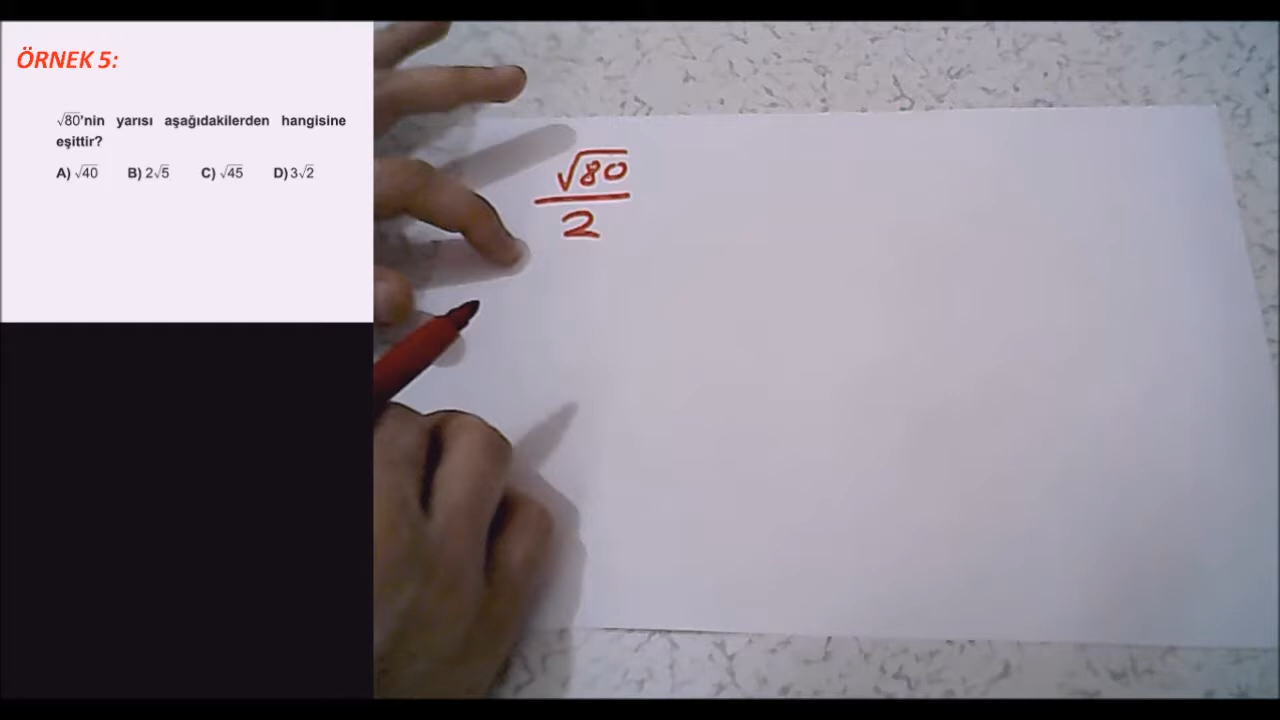 ÖRNEK 5:
√80'nin yarısı aşağıdakilerden hangisine
eşittir?
A) √40 B) 2√5 C) √45 D) 3√2
√80
2